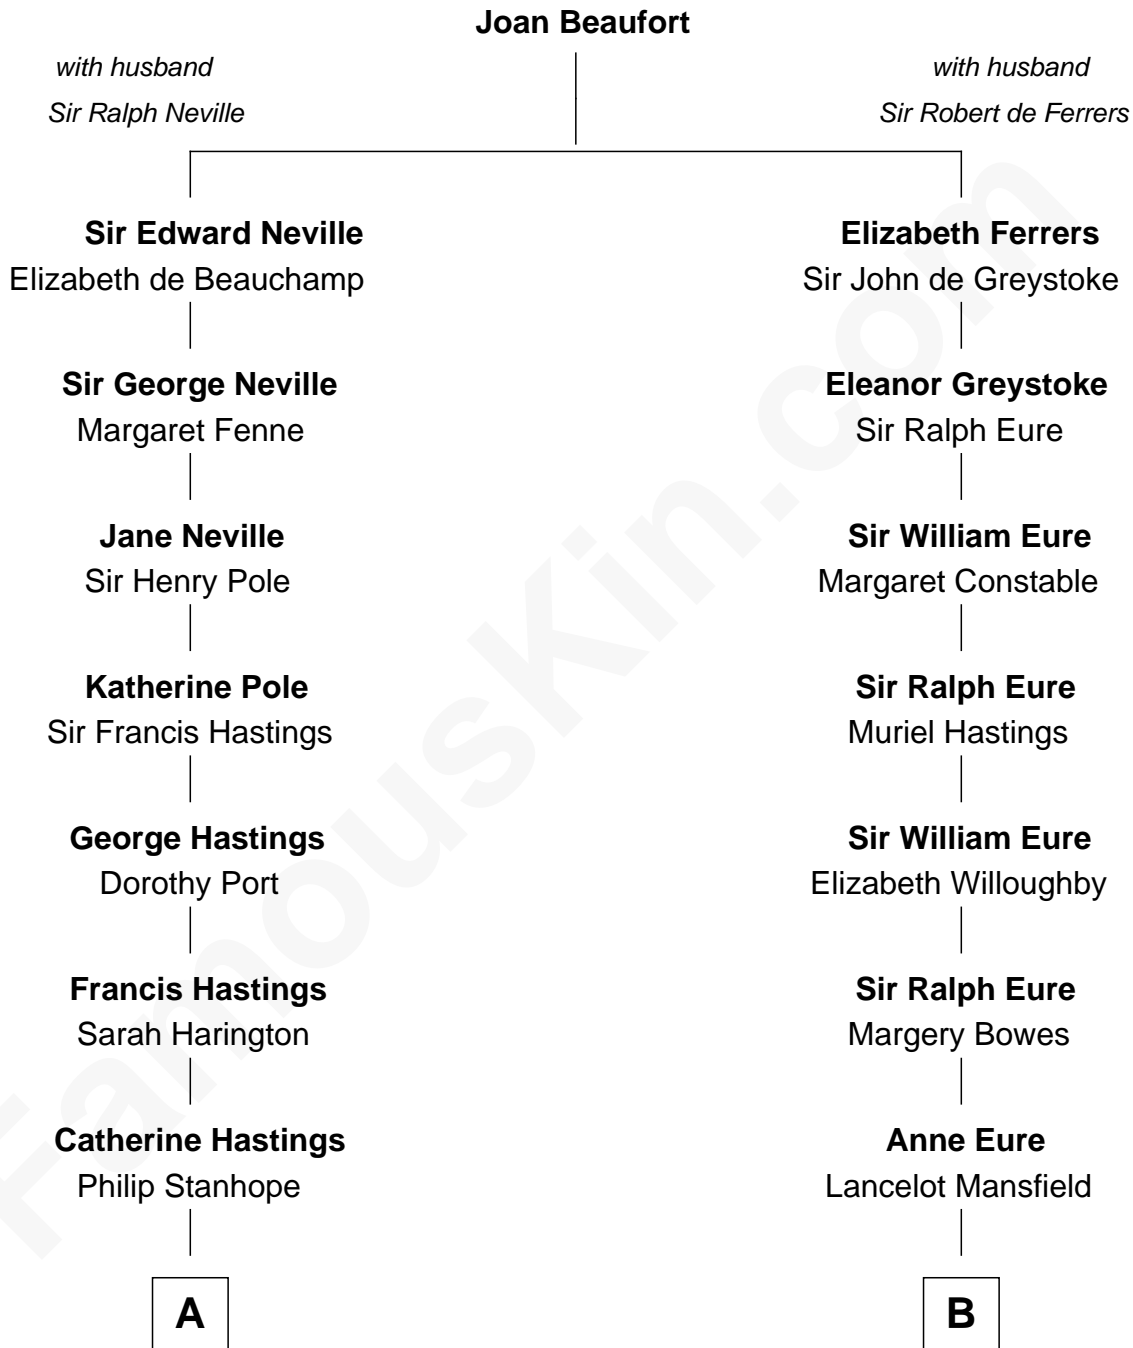 Joan Beaufort
with husband
Sir Ralph Neville
with husband
Sir Robert de Ferrers
Sir Edward Neville
Elizabeth de Beauchamp
Elizabeth Ferrers
Sir John de Greystoke
Sir George Neville
Margaret Fenne
Eleanor Greystoke
Sir Ralph Eure
Jane Neville
Sir Henry Pole
Sir William Eure
Margaret Constable
Katherine Pole
Sir Francis Hastings
Sir Ralph Eure
Muriel Hastings
George Hastings
Dorothy Port
Sir William Eure
Elizabeth Willoughby
Francis Hastings
Sarah Harington
Sir Ralph Eure
Margery Bowes
Catherine Hastings
Philip Stanhope
Anne Eure
Lancelot Mansfield
A
B
FamousKin.com